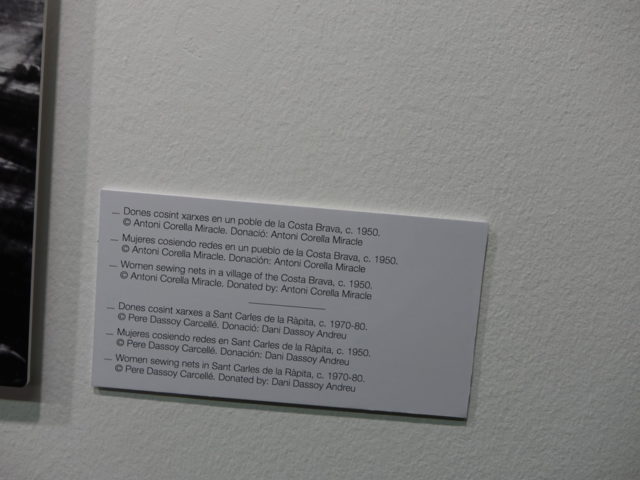 — Dones cosint xarxes en un poble de la Costa Brava, c. 1950.
© Antoni Corella Miracle. Donació: Antoni Corella Miracle
— Mujeres cosiendo redes en un pueblo de la Costa Brava, c. 1950.
© Antoni Corella Miracle. Donación: Antoni Corella Miracle
— Women sewing nets in a village of the Costa Brava, c. 1950.
© Antoni Corella Miracle. Donated by: Antoni Corella Miracle
— Dones cosint xarxes a Sant Carles de la Ràpita, c. 1970-80.
© Pere Dassoy Carcellé. Donació: Dani Dassoy Andreu
— Mujeres cosiendo redes en Sant Carles de la Ràpita, c. 1950.
© Pere Dassoy Carcellé. Donación: Dani Dassoy Andreu
— Women sewing nets in Sant Carles de la Ràpita, c. 1970-80.
© Pere Dassoy Carcellé. Donated by: Dani Dassoy Andreu